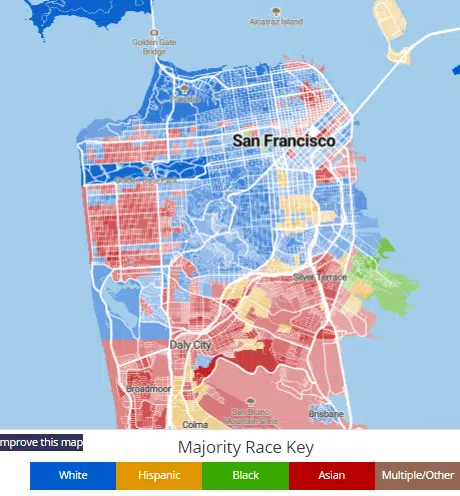 Alcatraz Island
Golden Gate
Bridge
San Francisco
Silver Terrace
Daly City
Broadmoor
San Bruno
Mountain State
Brisbane
Colma
mprove this map
Majority Race Key
White Hispanic Black Asian Multiple/Other